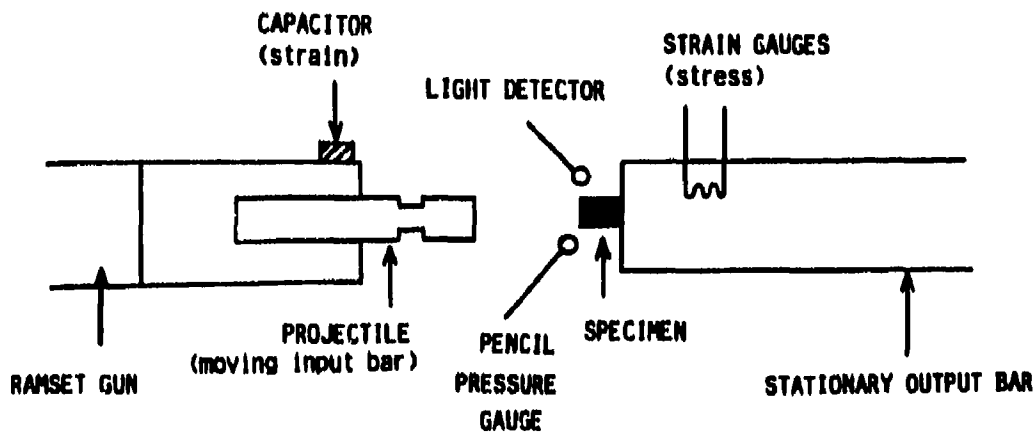 CAPACITOR
(strain)
STRAIN GAUGES
(stress)
LIGHT DETECTOR
PROJECTILE
(moving input bar)
PENCIL
PRESSURE
GAUGE
SPECIMEN
RAMSET GUN
STATIONARY OUTPUT BAR